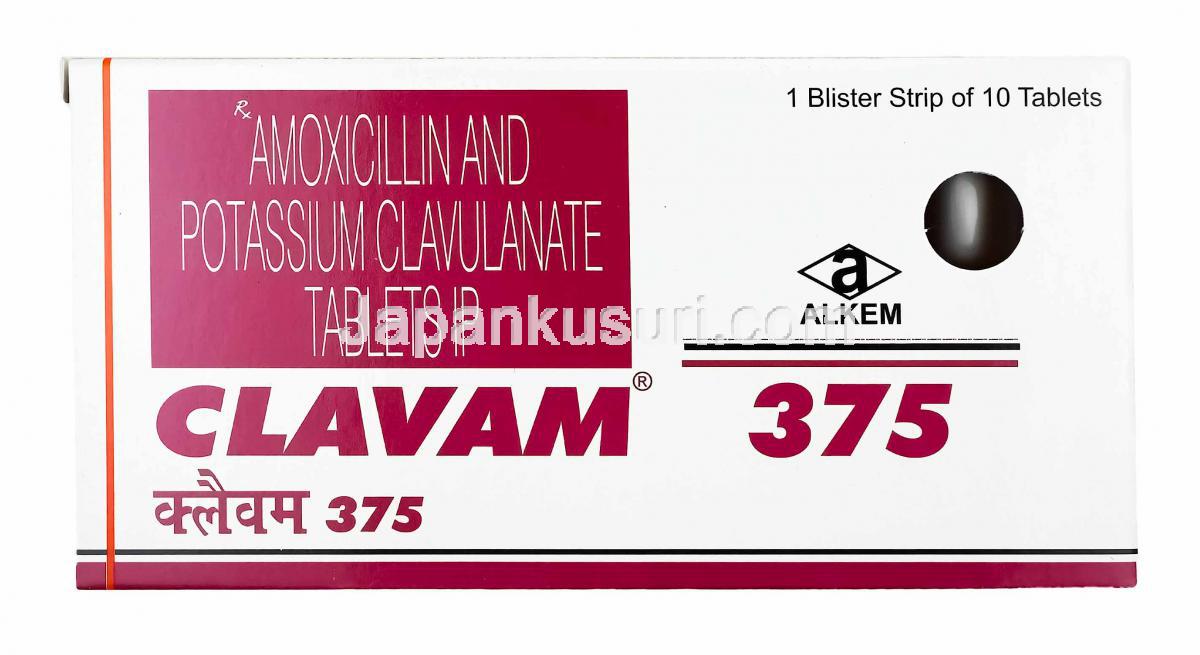 1 Blister Strip of 10 Tablets
Rx AMOXICILLIN AND
POTASSIUM CLAVULANATE
TABLETS IP
Japankusuri.com
a
ALKEM
CLAVAM® 375
क्लैवम 375